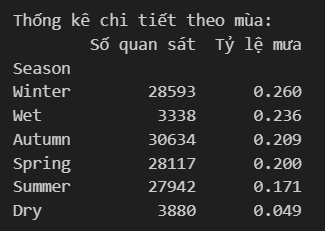 Thống kê chi tiết theo mùa:
Số quan sát Tỷ lệ mưa
Season
Winter 28593 0.260
Wet 3338 0.236
Autumn 30634 0.209
Spring 28117 0.200
Summer 27942 0.171
Dry 3880 0.049